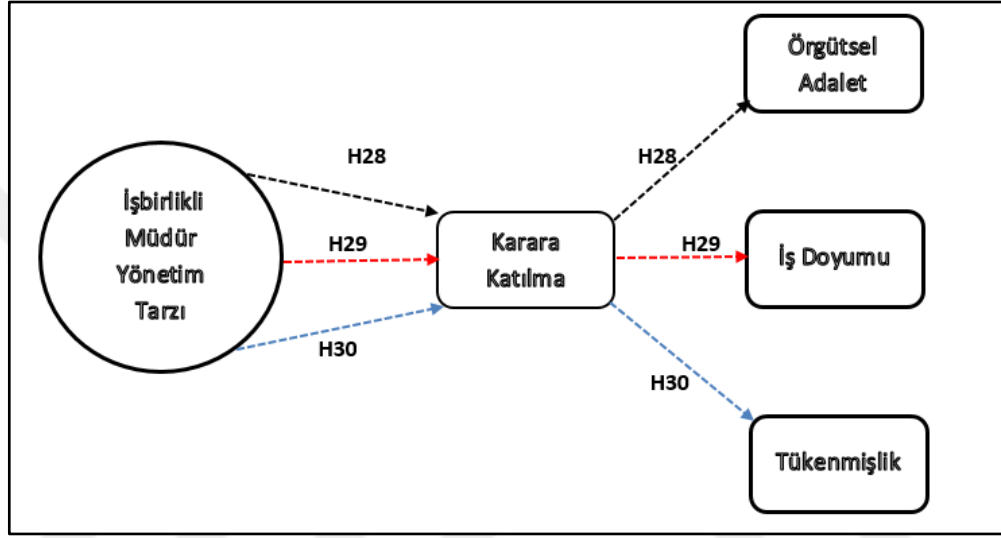 Örgütsel
Adalet
H28
H28
İşbirlikli
Müdür
Yönetim
Tarzı
H29
Karara
Katılma
H29
İş Doyumu
H30
H30
Tükenmişlik